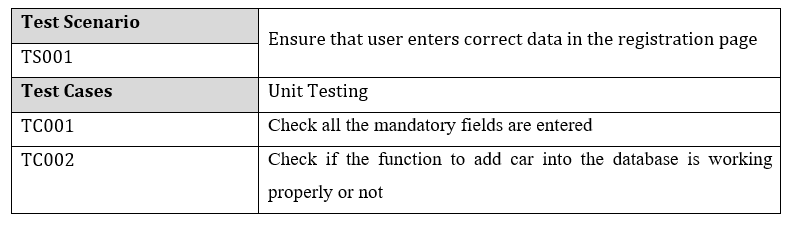 Test Scenario
Ensure that user enters correct data in the registration page
TS001
Test Cases
Unit Testing
TC001
Check all the mandatory fields are entered
TC002
Check if the function to add car into the database is working
properly or not